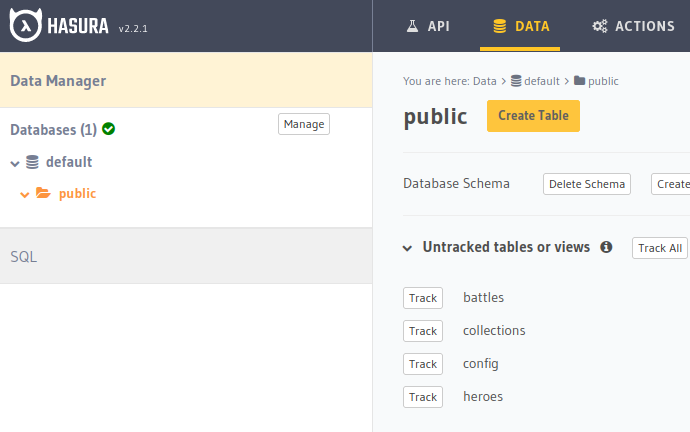 HASURA v2.2.1
API DATA ACTIONS
Data Manager
Databases (1) Manage
default
public
SQL
You are here: Data > default > public
public Create Table
Database Schema Delete Schema Create
Untracked tables or views Track All
Track battles
Track collections
Track config
Track heroes